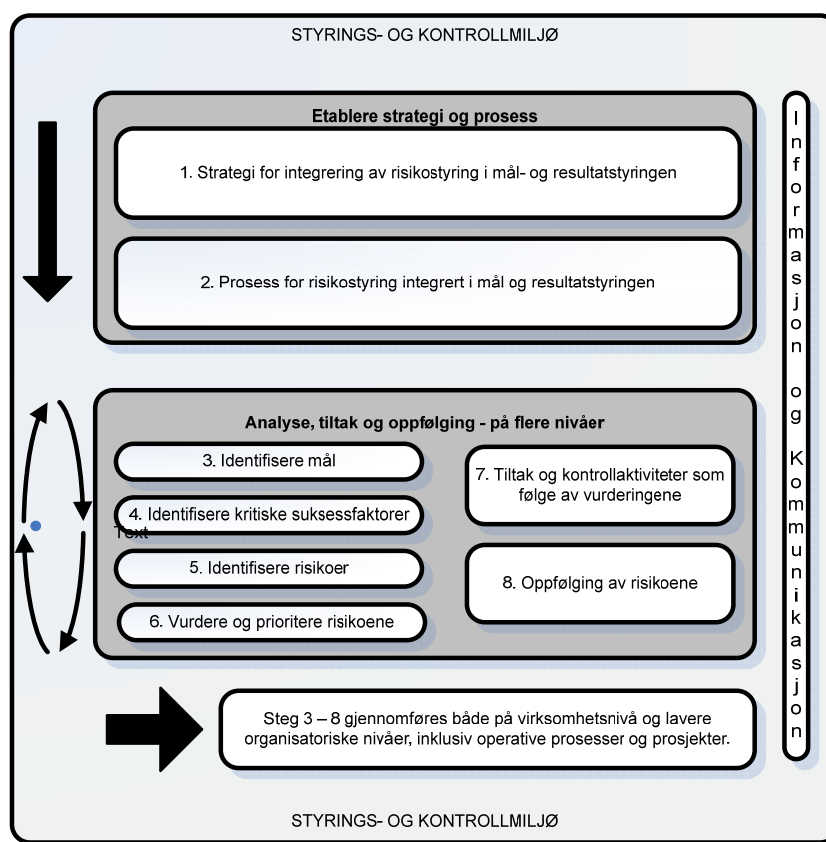 STYRINGS- OG KONTROLLMILJØ
Etablere strategi og prosess
1. Strategi for integrering av risikostyring i mål- og resultatstyringen
2. Prosess for risikostyring integrert i mål og resultatstyringen
Analyse, tiltak og oppfølging - på flere nivåer
3. Identifisere mål
4. Identifisere kritiske suksessfaktorer
Text
5. Identifisere risikoer
6. Vurdere og prioritere risikoene
7. Tiltak og kontrollaktiviteter som
følge av vurderingene
8. Oppfølging av risikoene
Steg 3 – 8 gjennomføres både på virksomhetsnivå og lavere
organisatoriske nivåer, inklusiv operative prosesser og prosjekter.
Informasjon og Kommunikasjon
STYRINGS- OG KONTROLLMILJØ